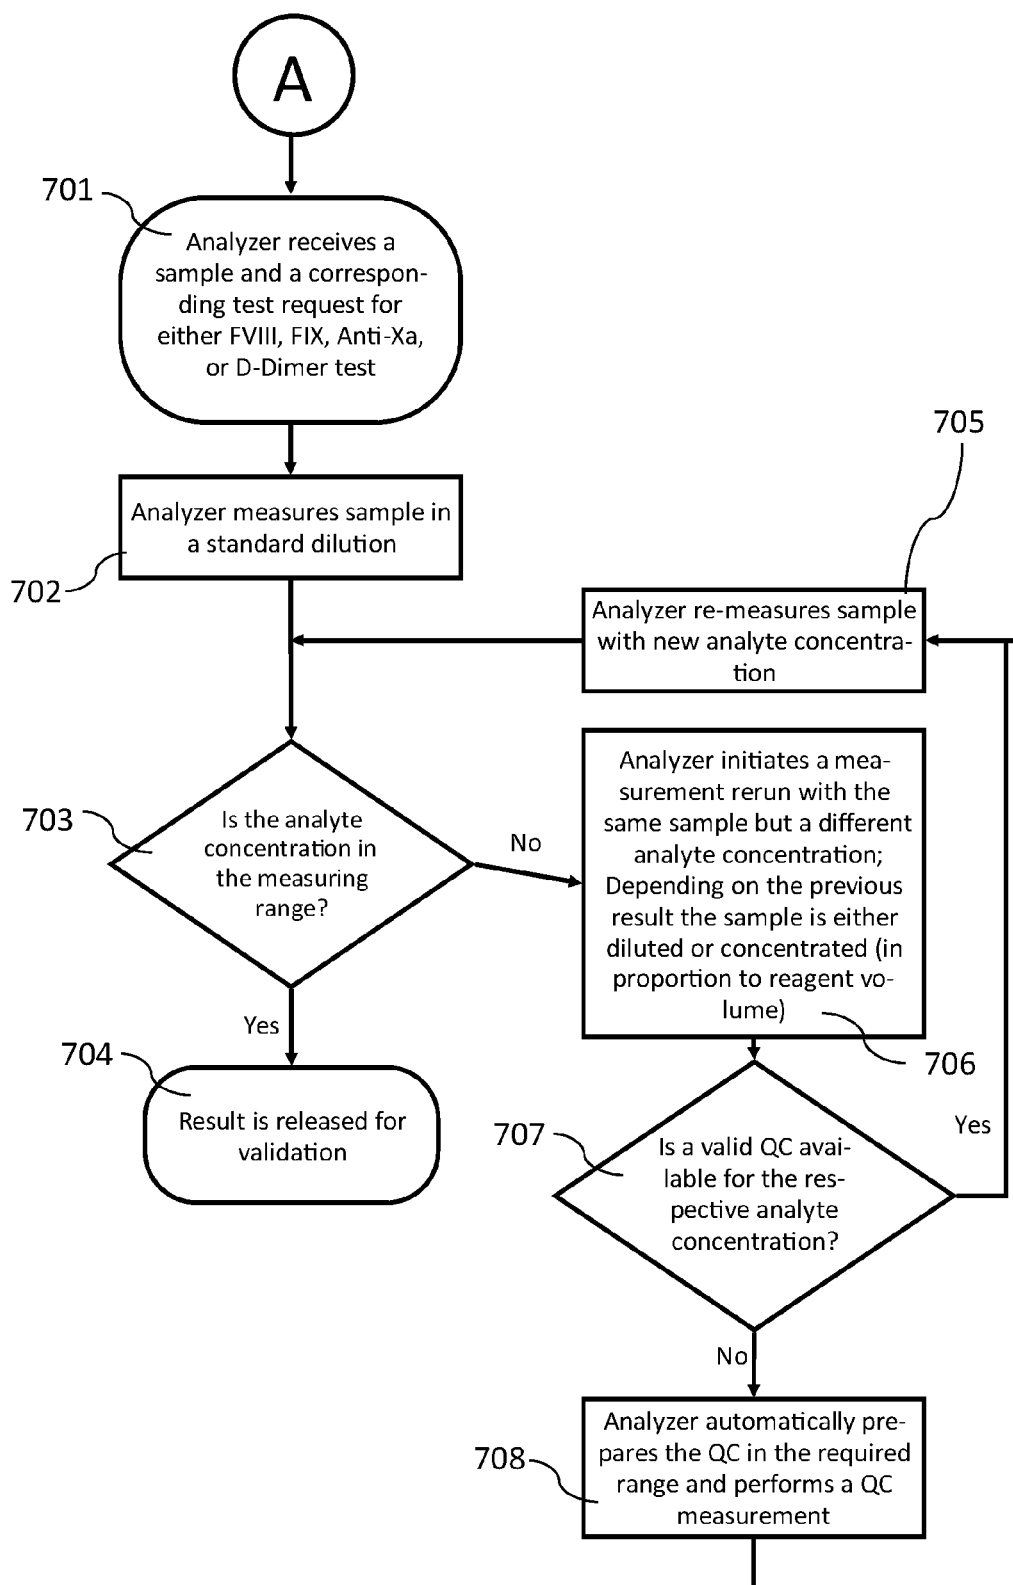 A
701
Analyzer receives a
sample and a correspon-
ding test request for
either FVIII, FIX, Anti-Xa,
or D-Dimer test
705
Analyzer measures sample in
a standard dilution
702
Analyzer re-measures sample
with new analyte concentra-
tion
703
Is the analyte
concentration in
the measuring
range?
No
Analyzer initiates a mea-
surement rerun with the
same sample but a different
analyte concentration;
Depending on the previous
result the sample is either
diluted or concentrated (in
proportion to reagent vo-
lume)
Yes
704
706
Result is released for
validation
707
Is a valid QC avai-
lable for the res-
pective analyte
concentration?
Yes
No
708
Analyzer automatically pre-
pares the QC in the required
range and performs a QC
measurement